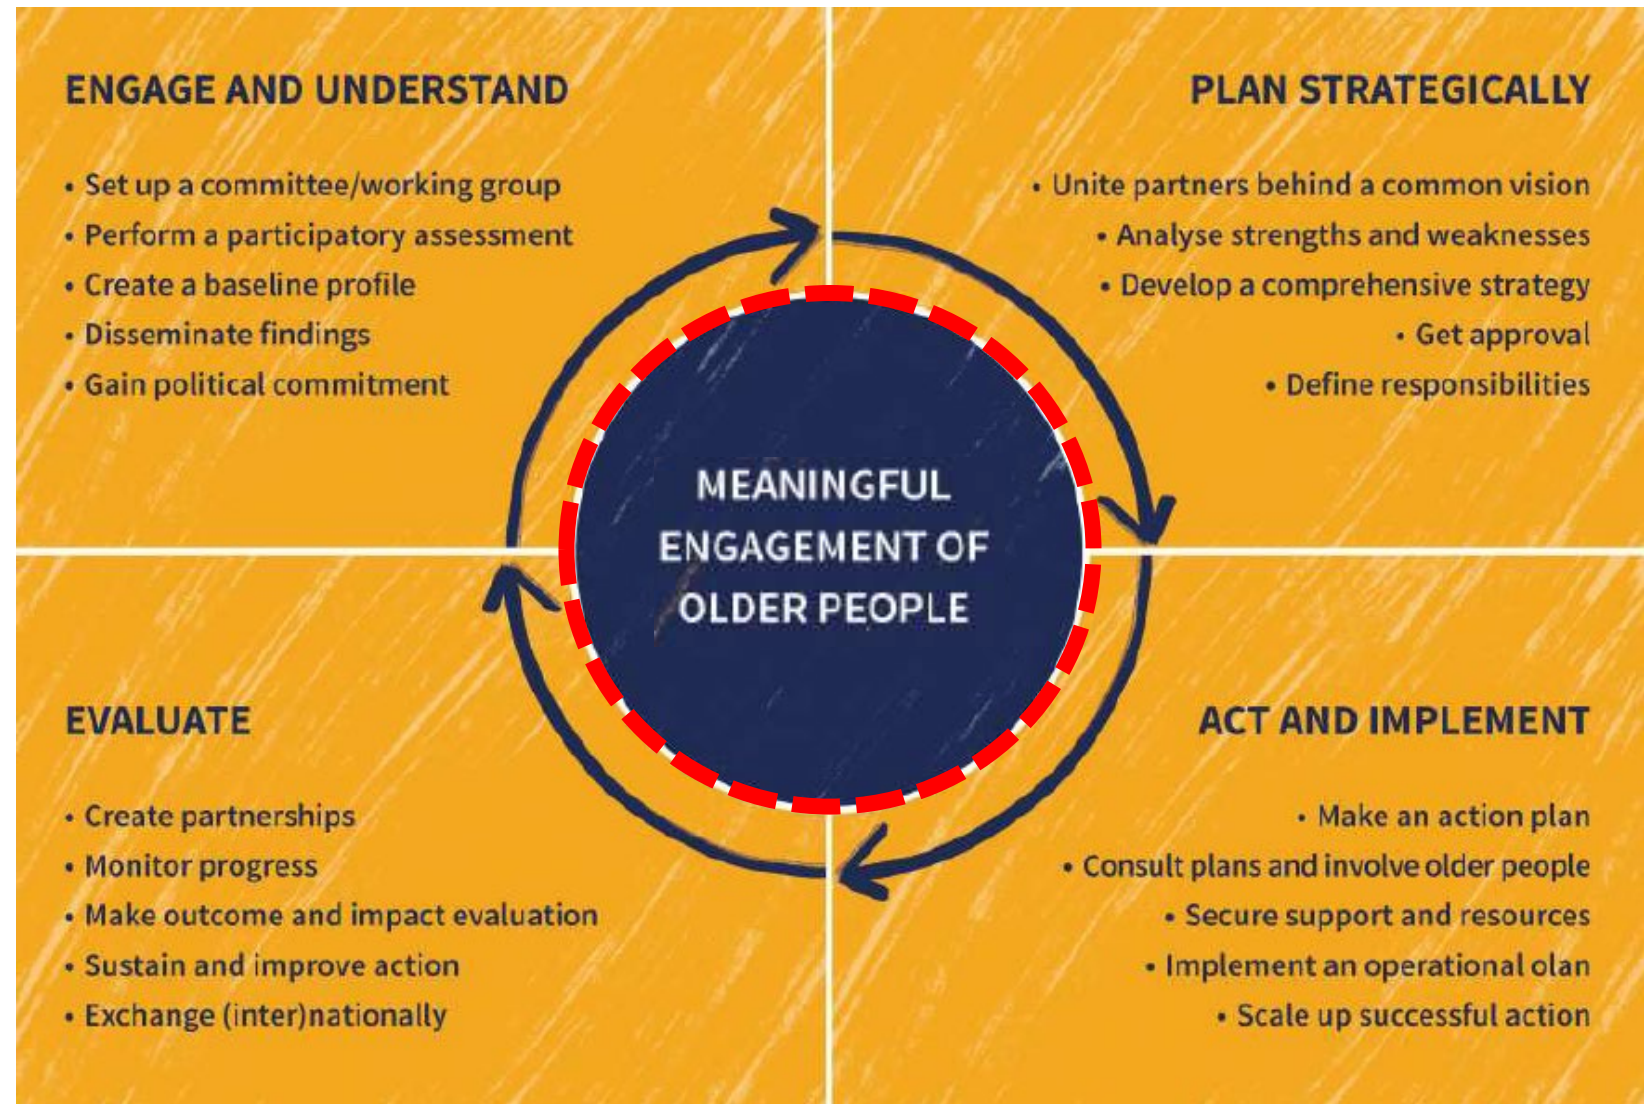 ENGAGE AND UNDERSTAND
• Set up a committee/working group
• Perform a participatory assessment
• Create a baseline profile
• Disseminate findings
• Gain political commitment
PLAN STRATEGICALLY
• Unite partners behind a common vision
• Analyse strengths and weaknesses
• Develop a comprehensive strategy
• Get approval
• Define responsibilities
MEANINGFUL
ENGAGEMENT OF
OLDER PEOPLE
EVALUATE
• Create partnerships
• Monitor progress
• Make outcome and impact evaluation
• Sustain and improve action
• Exchange (inter)nationally
ACT AND IMPLEMENT
• Make an action plan
• Consult plans and involve older people
• Secure support and resources
• Implement an operational olan
• Scale up successful action